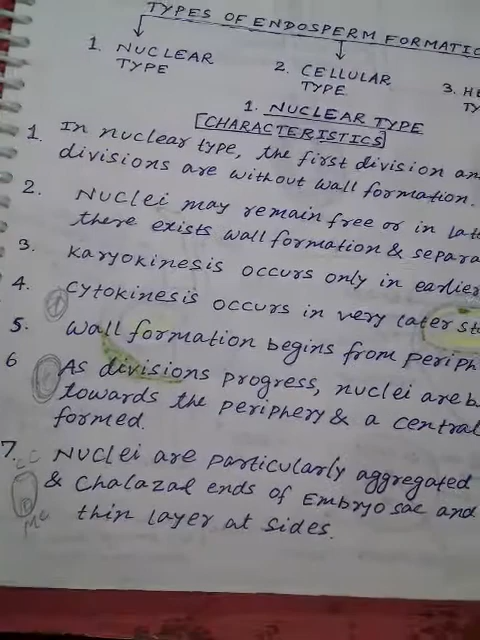 TYPES OF ENDOSPERM FORMATIO
1. NUCLEAR TYPE
2. CELLULAR TYPE
3. HE
TY
1. NUCLEAR TYPE
[CHARACTERISTICS]
1. In nuclear type, the first division an
divisions are without wall formation.
2. Nuclei may remain free or in late
there exists wall formation & separa
3. Karyokinesis occurs only in earlie
4. Cytokinesis occurs in very later st
5. Wall formation begins from periph
6 As divisions progress, nuclei are
towards the periphery & a central
formed.
7. Nuclei are particularly aggregated
& Chalazal ends of Embryo sac and
thin layer at sides.